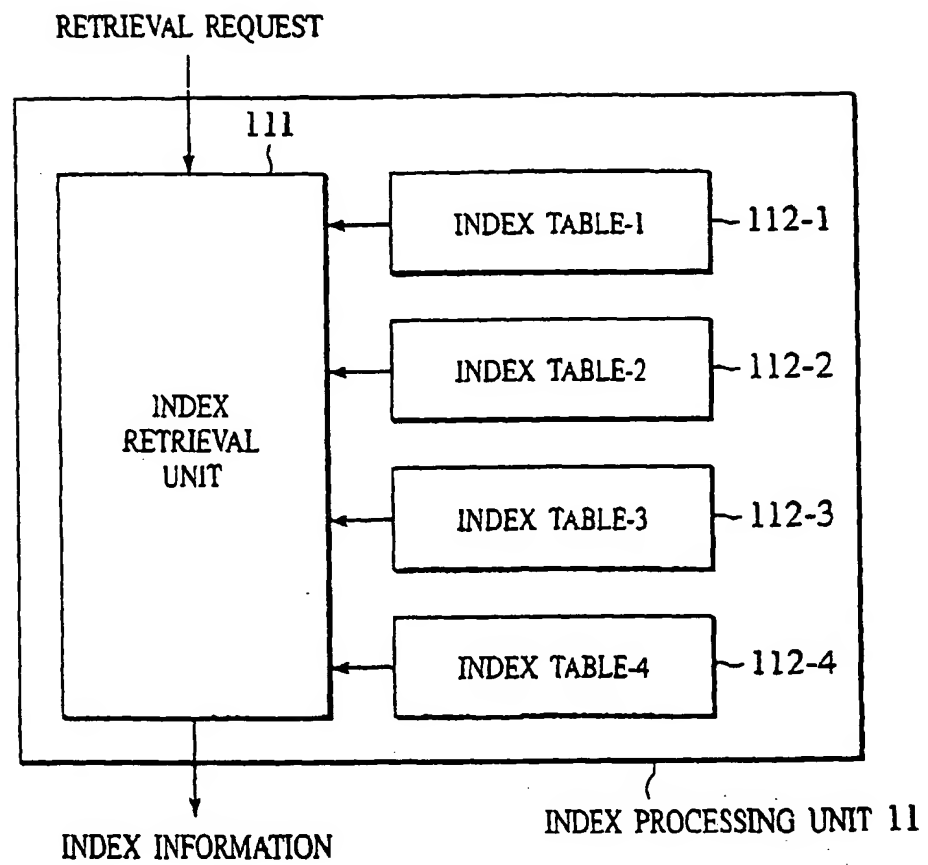 RETRIEVAL REQUEST
111
INDEX TABLE-1
112-1
INDEX TABLE-2
112-2
INDEX
RETRIEVAL
UNIT
INDEX TABLE-3
112-3
INDEX TABLE-4
112-4
INDEX PROCESSING UNIT 11
INDEX INFORMATION